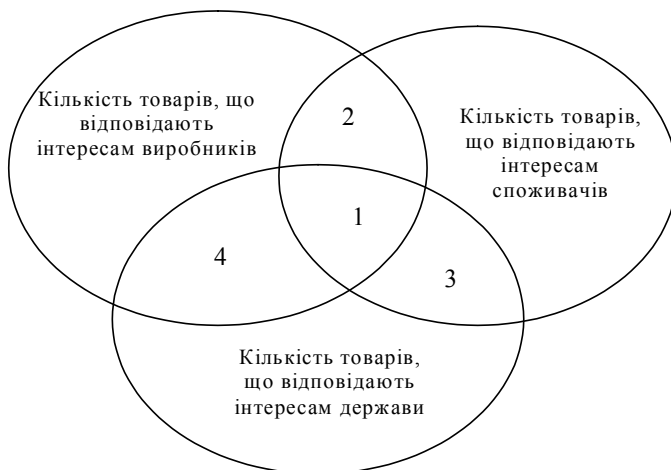 Кількість товарів, що
відповідають
інтересам виробників
2
Кількість товарів,
що відповідають
інтересам
споживачів
1
4
3
Кількість товарів,
що відповідають
інтересам держави